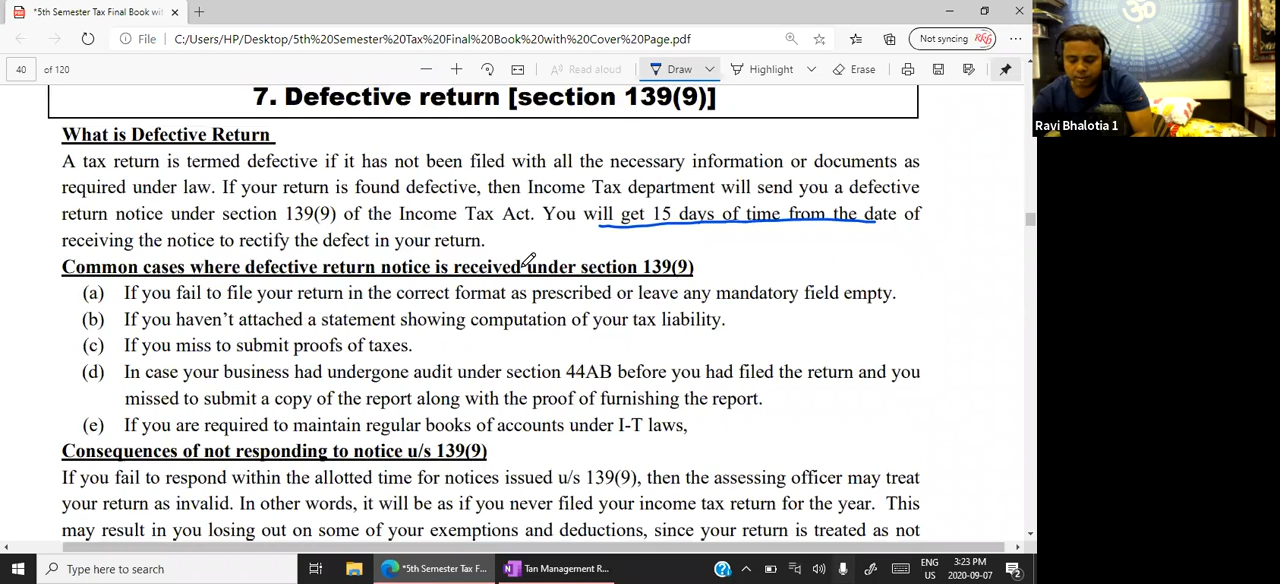 *5th Semester Tax Final Book wit
File
C:/Users/HP/Desktop/5th%20Semester%20Tax%20Final%20Book%20with%20Cover%20Page.pdf
Not syncing
40 of 120
Read aloud
Draw
Highlight
Erase
7. Defective return [section 139(9)]
What is Defective Return
A tax return is termed defective if it has not been filed with all the necessary information or documents as
required under law. If your return is found defective, then Income Tax department will send you a defective
return notice under section 139(9) of the Income Tax Act. You will get 15 days of time from the date of
receiving the notice to rectify the defect in your return.
Common cases where defective return notice is received under section 139(9)
(a) If you fail to file your return in the correct format as prescribed or leave any mandatory field empty.
(b) If you haven't attached a statement showing computation of your tax liability.
(c) If you miss to submit proofs of taxes.
(d) In case your business had undergone audit under section 44AB before you had filed the return and you
missed to submit a copy of the report along with the proof of furnishing the report.
(e) If you are required to maintain regular books of accounts under I-T laws,
Consequences of not responding to notice u/s 139(9)
If you fail to respond within the allotted time for notices issued u/s 139(9), then the assessing officer may treat
your return as invalid. In other words, it will be as if you never filed your income tax return for the year. This
may result in you losing out on some of your exemptions and deductions, since your return is treated as not
ॐ
Ravi Bhalotia 1
Type here to search
*5th Semester Tax F...
Tan Management R...
ENG
US
3:23 PM
2020-09-07
2